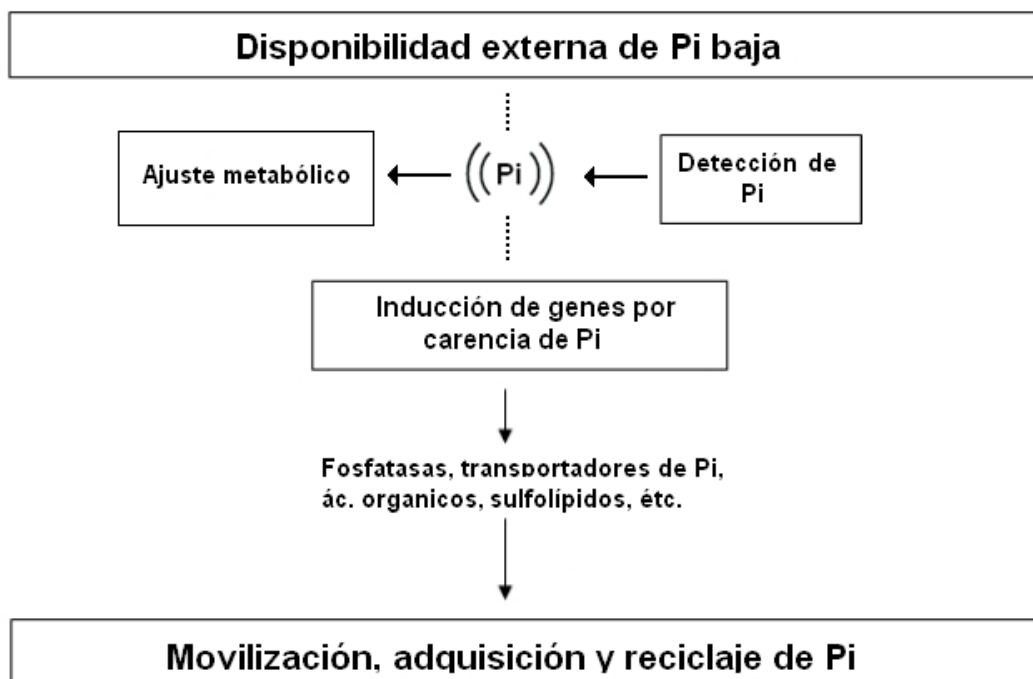 Disponibilidad externa de Pi baja
Ajuste metabólico
((Pi))
Detección de
Pi
Inducción de genes por
carencia de Pi
Fosfatasas, transportadores de Pi,
ác. organicos, sulfolípidos, étc.
Movilización, adquisición y reciclaje de Pi